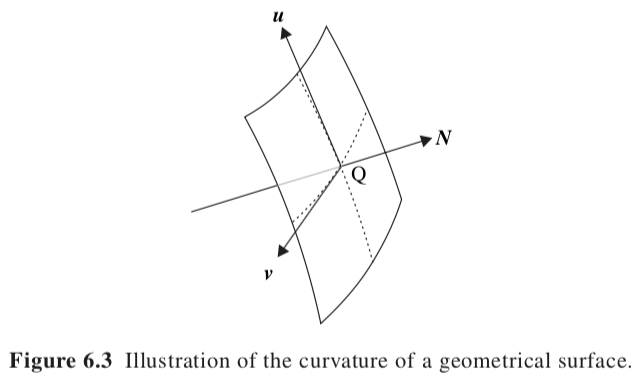 u
N
Q
v
Figure 6.3 Illustration of the curvature of a geometrical surface.